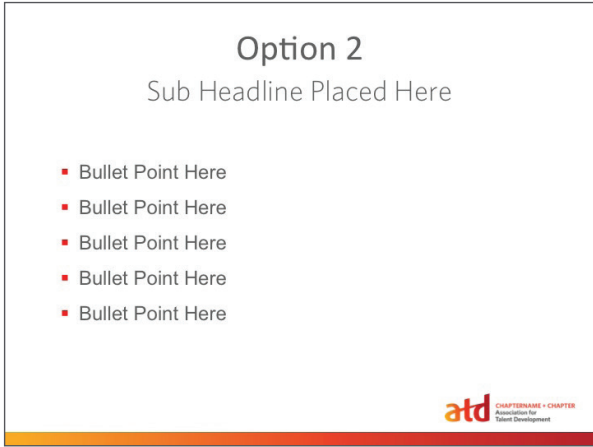 Option 2
Sub Headline Placed Here
Bullet Point Here
Bullet Point Here
Bullet Point Here
Bullet Point Here
Bullet Point Here
atd
CHAPTERNAME • CHAPTER
Association for
Talent Development